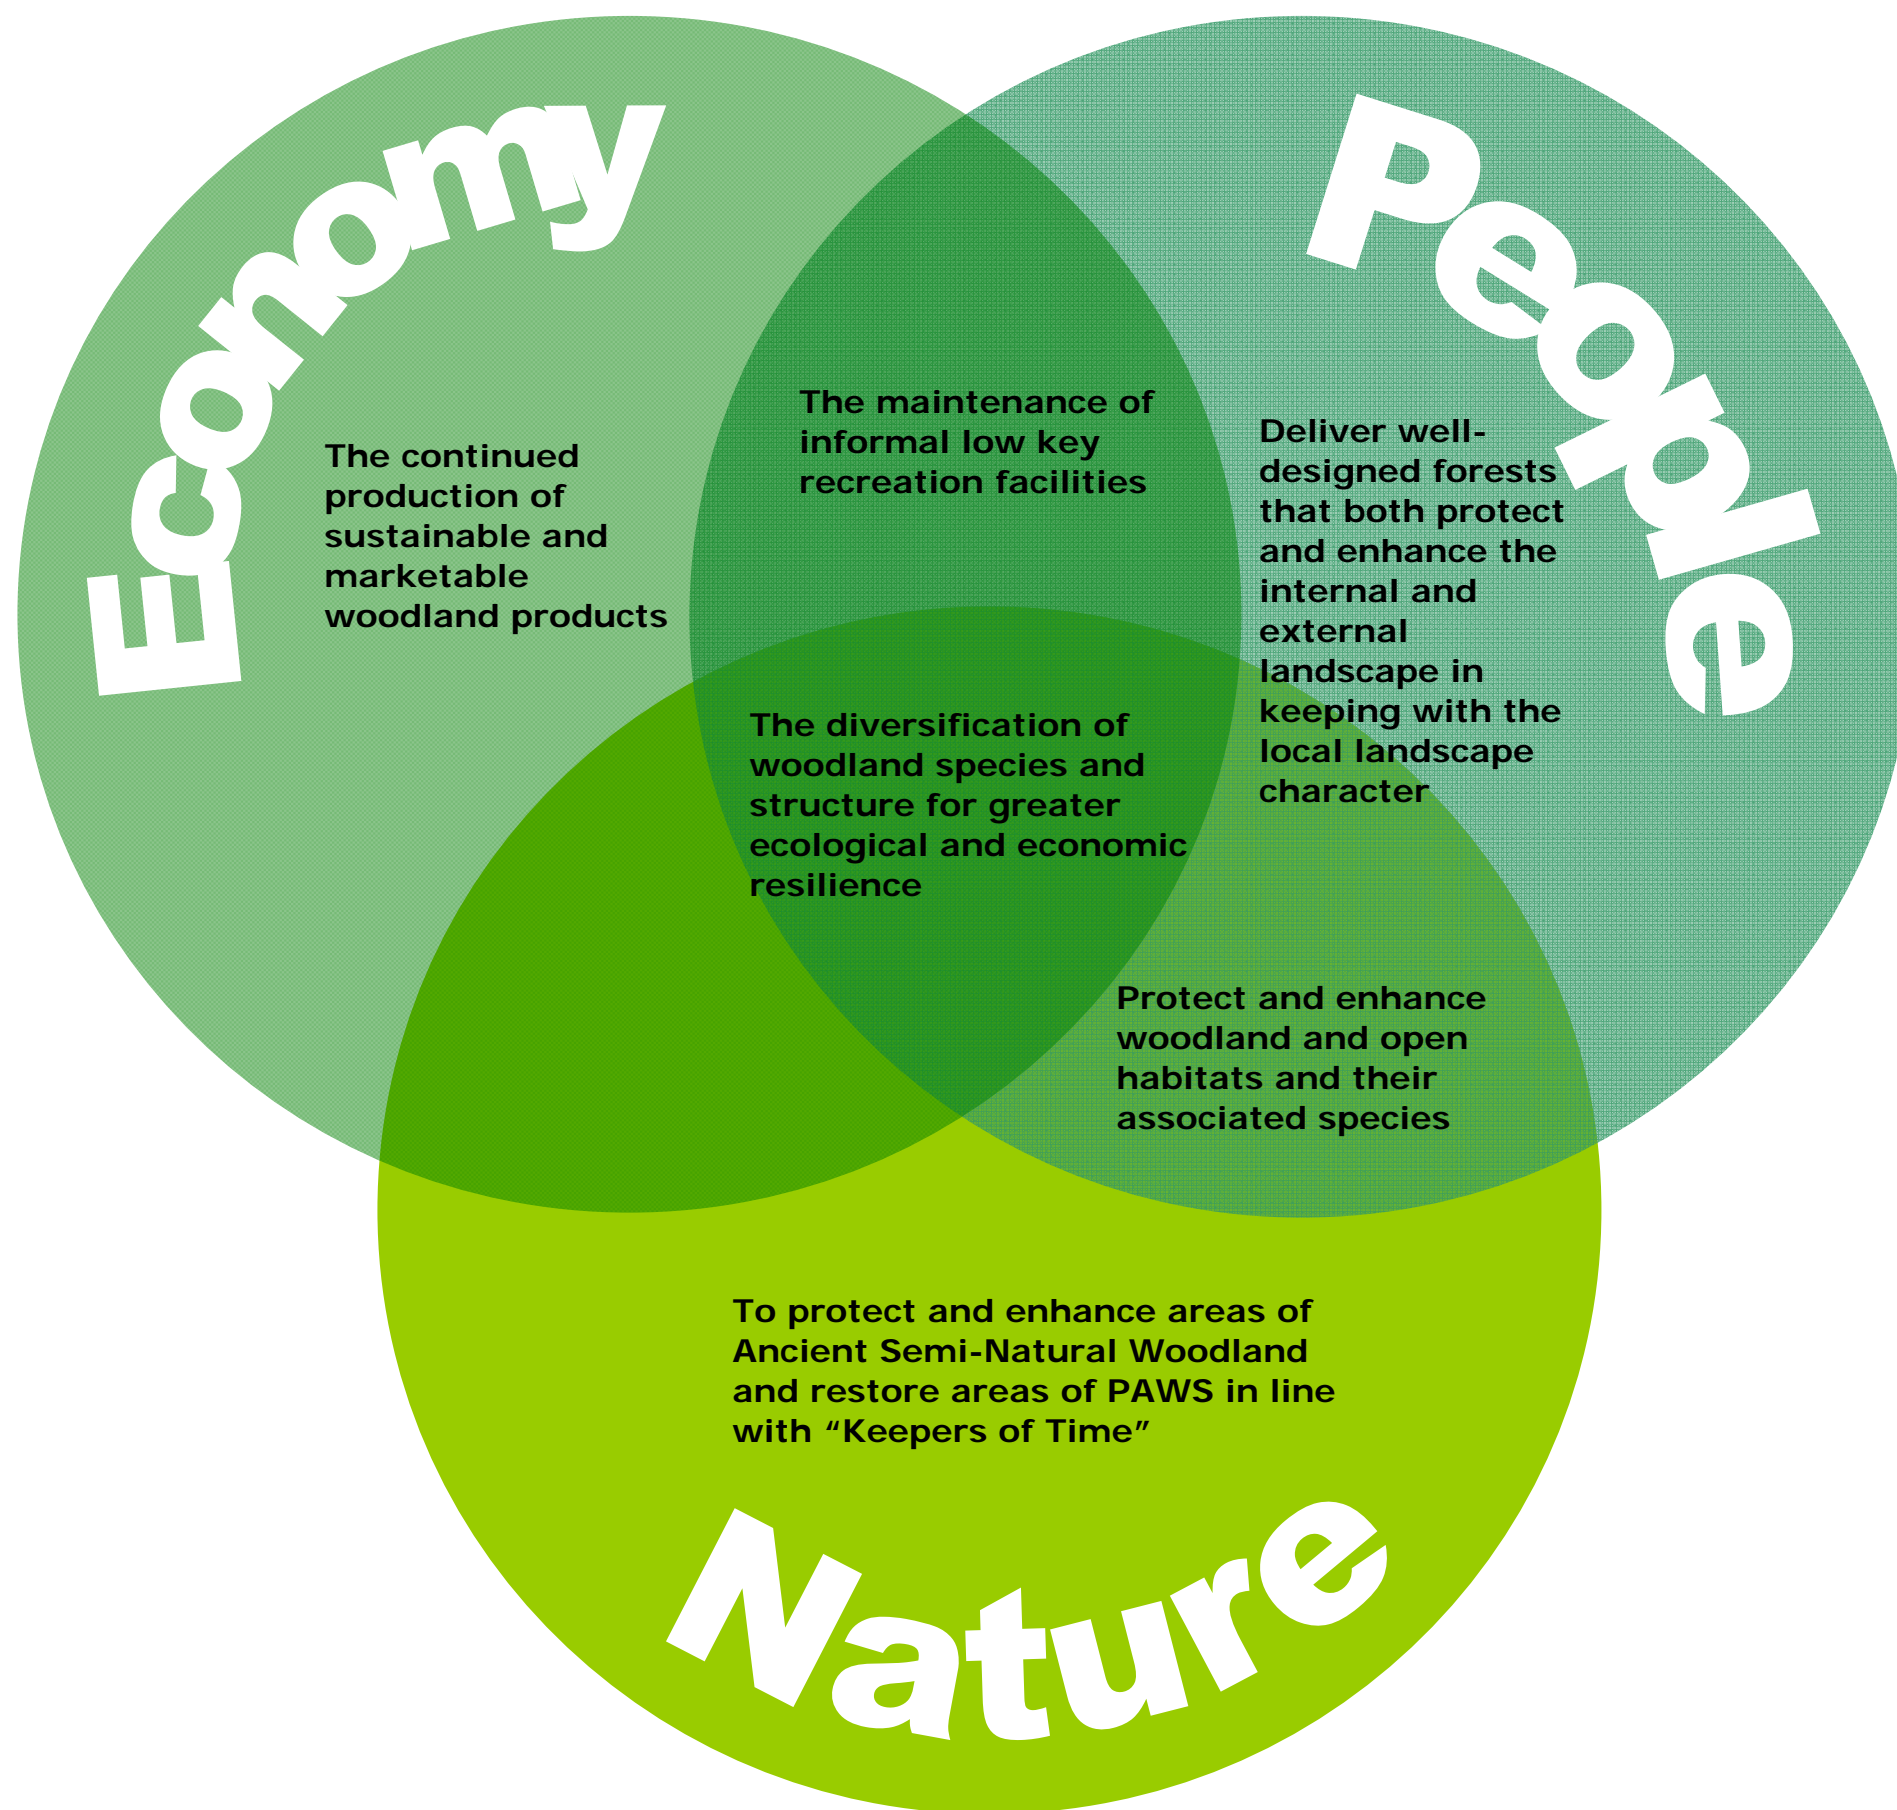 Economy
People
The maintenance of
informal low key
recreation facilities
The continued
production of
sustainable and
marketable
woodland products
Deliver well-
designed forests
that both protect
and enhance the
internal and
external
landscape in
keeping with the
local landscape
character
The diversification of
woodland species and
structure for greater
ecological and economic
resilience
Protect and enhance
woodland and open
habitats and their
associated species
To protect and enhance areas of
Ancient Semi-Natural Woodland
and restore areas of PAWS in line
with “Keepers of Time”
Nature